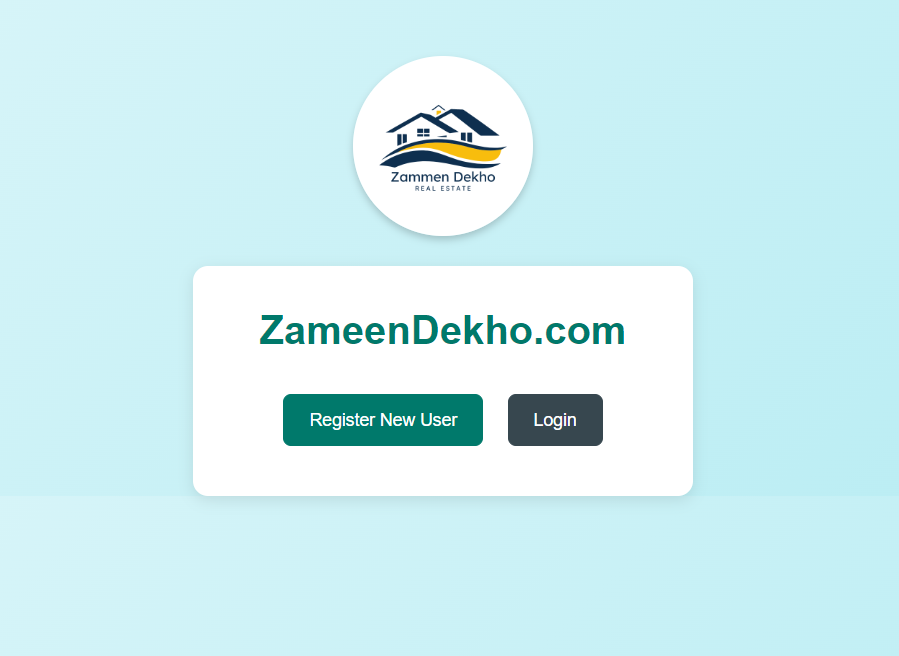 Zammen Dekho
REAL ESTATE
ZameenDekho.com
Register New User
Login